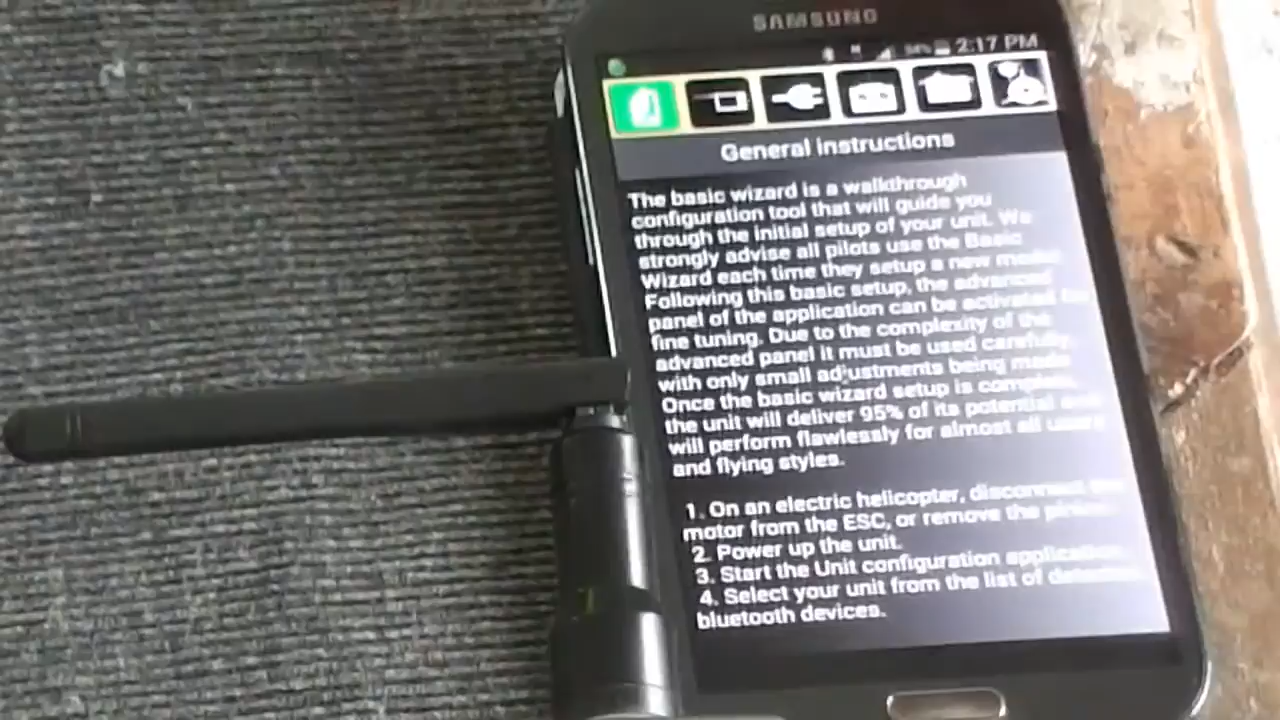 SAMSUNG
2:17 PM
General instructions
The basic wizard is a walkthrough
configuration tool that will guide you
through the initial setup of your unit. We
strongly advise all pilots use the Basic
Wizard each time they setup a new model.
Following this basic setup, the advanced
panel of the application can be activated for
fine tuning. Due to the complexity of the
advanced panel it must be used carefully,
with only small adjustments being made
Once the basic wizard setup is complete,
the unit will deliver 95% of its potential and
will perform flawlessly for almost all users
and flying styles.
1. On an electric helicopter, disconnect the
motor from the ESC, or remove the pinion.
2. Power up the unit.
3. Start the Unit configuration application.
4. Select your unit from the list of detected
bluetooth devices.